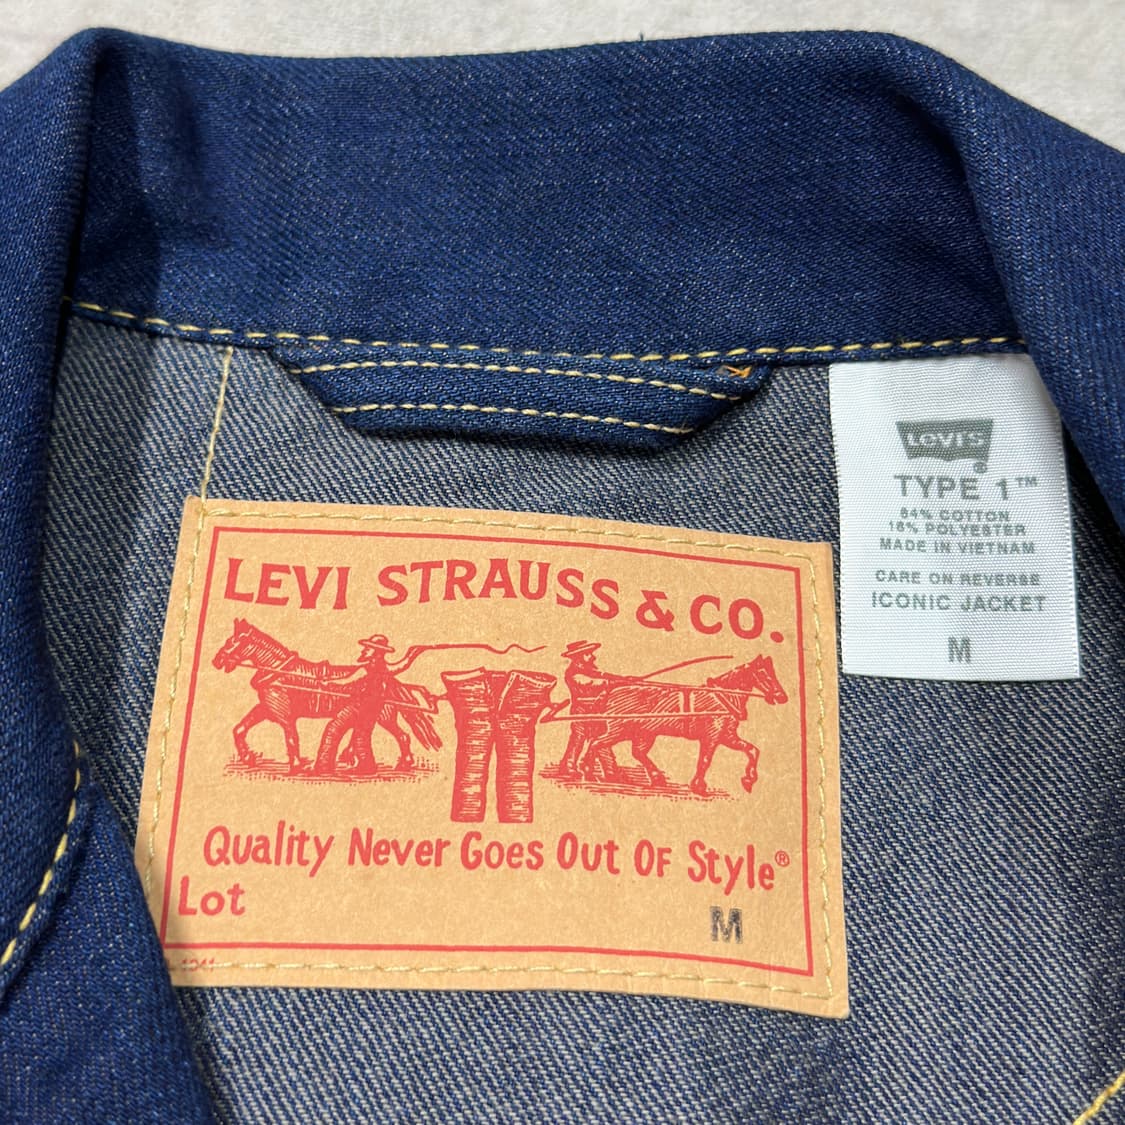 LEVI STRAUSS & CO.
Quality Never Goes Out Of Style®
Lot
M
Levi's
®
TYPE 1™
84% COTTON
16% POLYESTER
MADE IN VIETNAM
CARE ON REVERSE
ICONIC JACKET
M